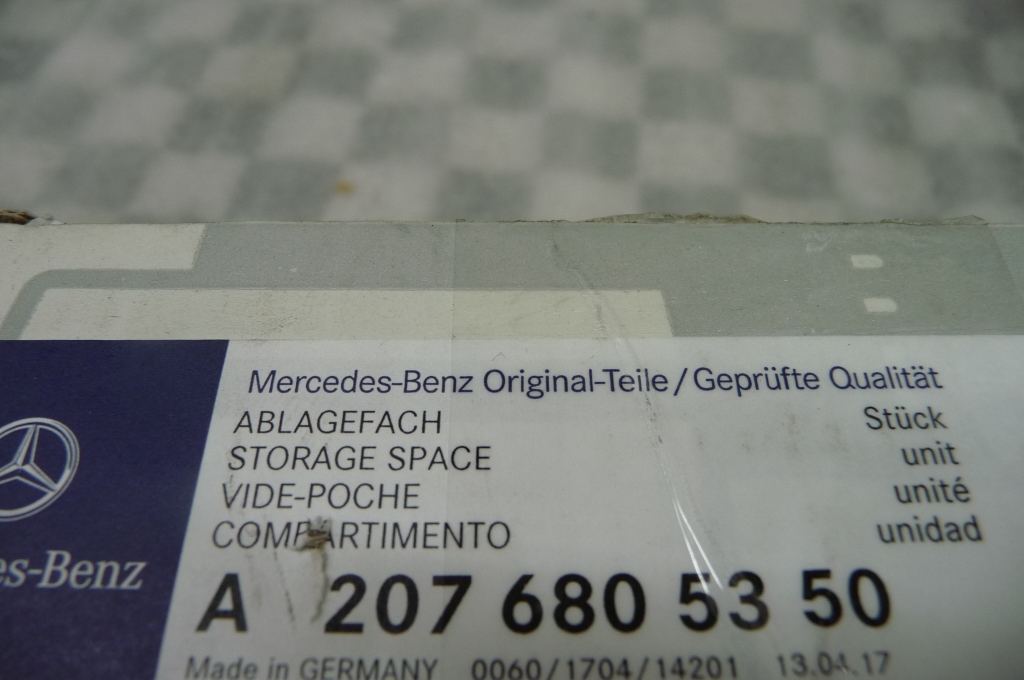 Mercedes-Benz Original-Teile/Geprüfte Qualität
ABLAGEFACH Stück
STORAGE SPACE unit
VIDE-POCHE unité
COMPARTIMENTO unidad
es-Benz
A 207 680 53 50
Made in GERMANY 0060/1704/14201 13.04.17